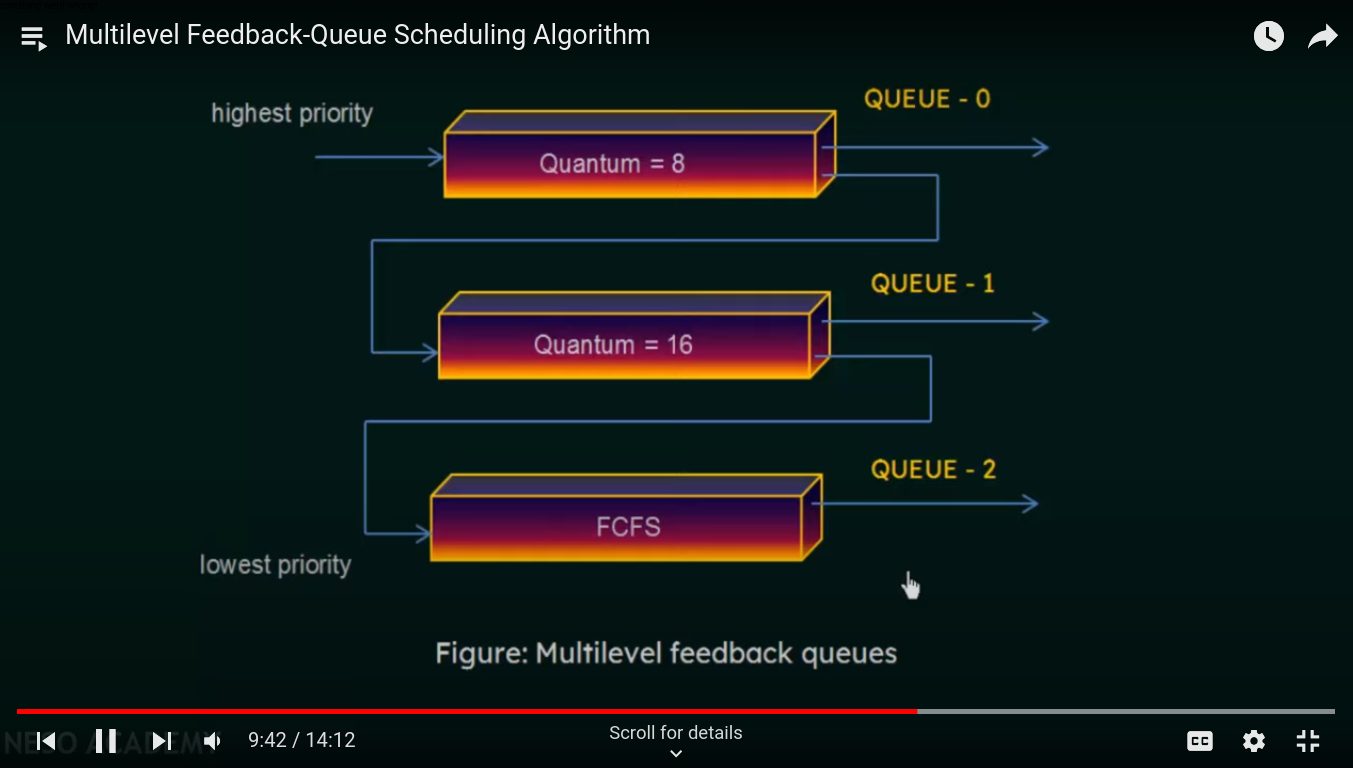 Multilevel Feedback-Queue Scheduling Algorithm
highest priority
QUEUE - 0
Quantum = 8
QUEUE - 1
Quantum = 16
QUEUE - 2
FCFS
lowest priority
Figure: Multilevel feedback queues
NESO ACADEMY
9:42 / 14:12
Scroll for details
CC